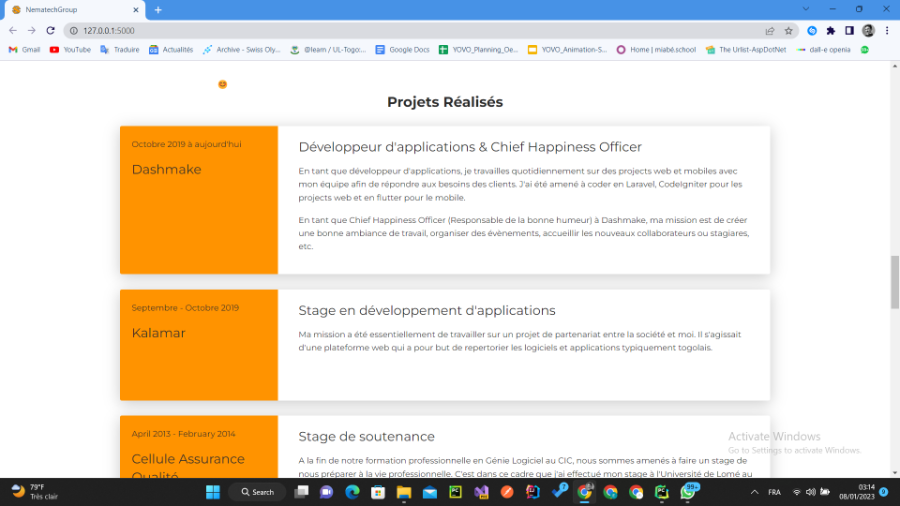 NematechGroup
127.0.0.1:5000
Gmail
YouTube
Traduire
Actualités
Archive - Swiss Oly...
@learn / UL-Togo:...
Google Docs
YOVO_Planning_Oe...
YOVO_Animation-S...
Home | miabé.school
The Urlist-AspDotNet
dall-e openia
Projets Réalisés
Octobre 2019 à aujourd'hui
Dashmake
Développeur d'applications & Chief Happiness Officer
En tant que développeur d'applications, je travailles quotidiennement sur des projets web et mobiles avec
mon équipe afin de répondre aux besoins des clients. J'ai été amené à coder en Laravel, CodeIgniter pour les
projets web et en flutter pour le mobile.
En tant que Chief Happiness Officer (Responsable de la bonne humeur) à Dashmake, ma mission est de créer
une bonne ambiance de travail, organiser des évènements, accueillir les nouveaux collaborateurs ou stagiares,
etc.
Septembre - Octobre 2019
Kalamar
Stage en développement d'applications
Ma mission a été essentiellement de travailler sur un projet de partenariat entre la société et moi. Il s'agissait
d'une plateforme web qui a pour but de repertorier les logiciels et applications typiquement togolais.
April 2013 - February 2014
Cellule Assurance
Qualité
Stage de soutenance
A la fin de notre formation professionnelle en Génie Logiciel au CIC, nous sommes amenés à faire un stage de
nous préparer à la vie professionnelle. C'est dans ce cadre que j'ai effectué mon stage à l'Université de Lomé au
Activate Windows
Go to Settings to activate Windows.
79°F
Très clair
Search
99+
FRA
03:14
08/01/2023